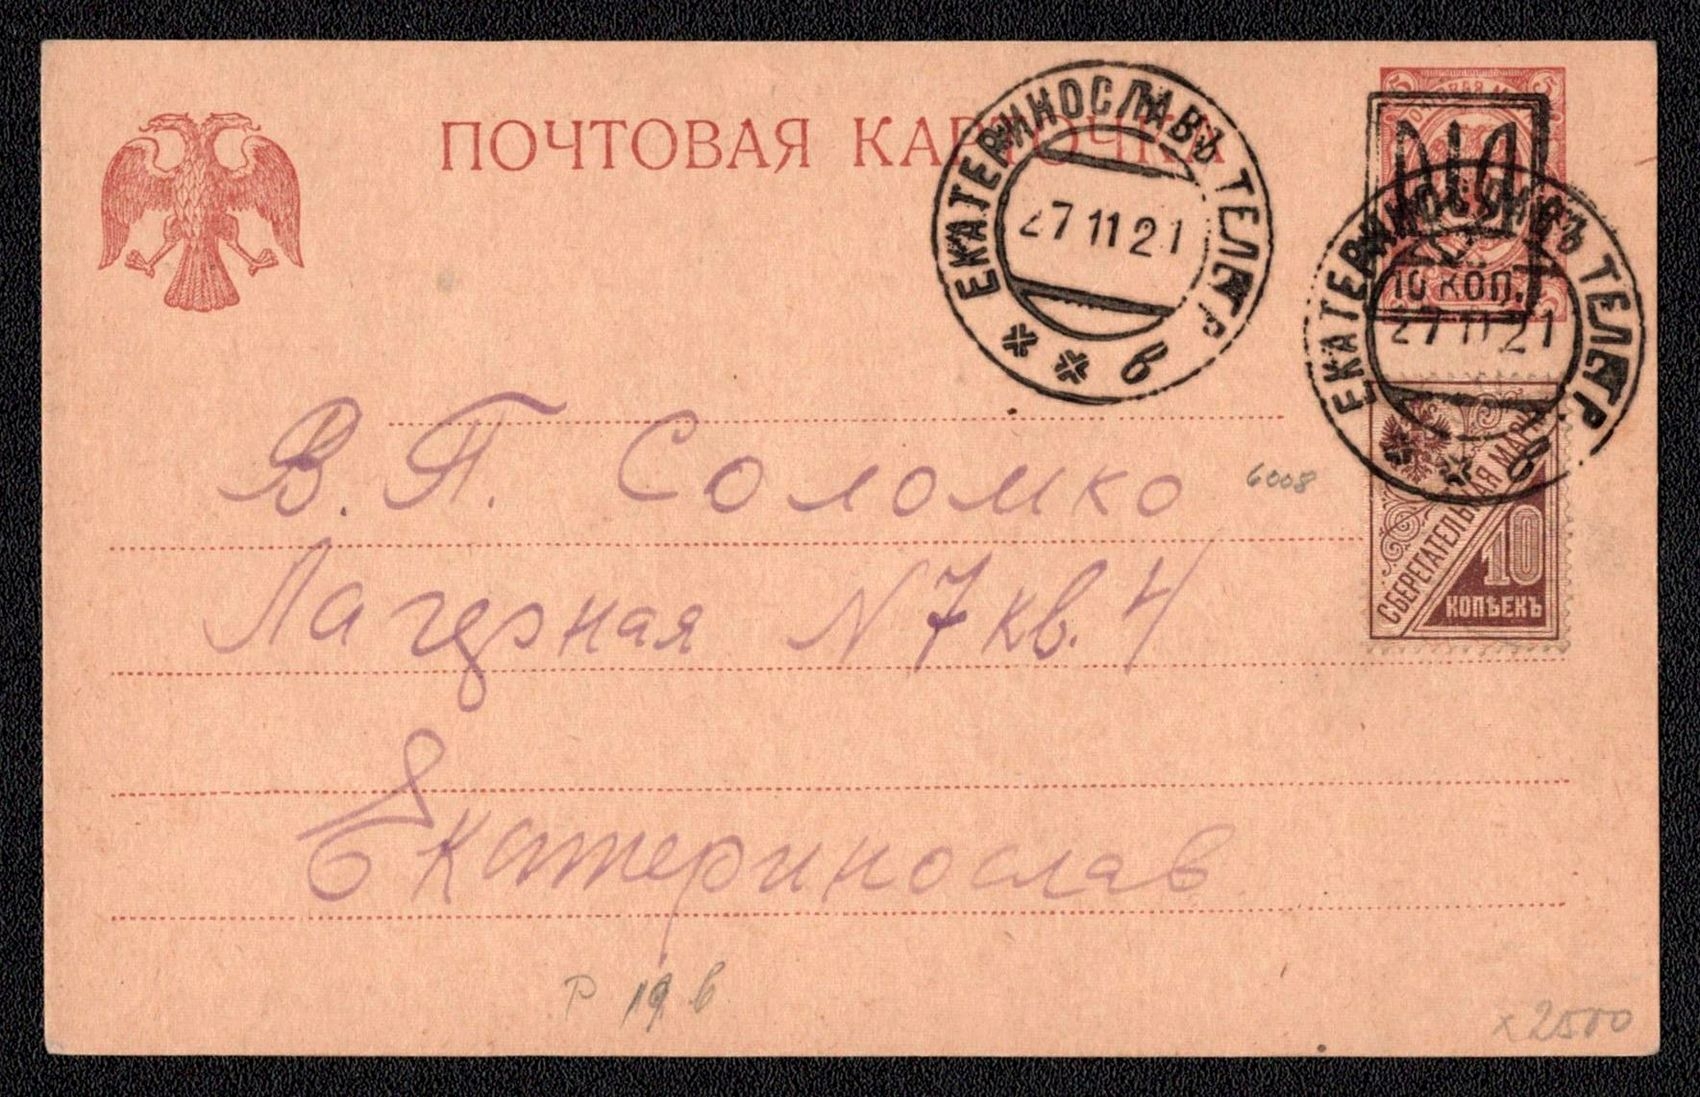 ПОЧТОВАЯ КАРТОЧКА
ЕКАТЕРИНОСЛАВЪ ТЕЛЕГР
27 11 21
в
10 КОП.
ЕКАТЕРИНОСЛАВЪ ТЕЛЕГР
27 11 21
в
СБЕРЕГАТЕЛЬНАЯ МАРКА
10
КОПѢЕКЪ
В. П. Соломко
6008
Лагерная N 7 кв. 4
Екатеринослав
P 19 b
x2500